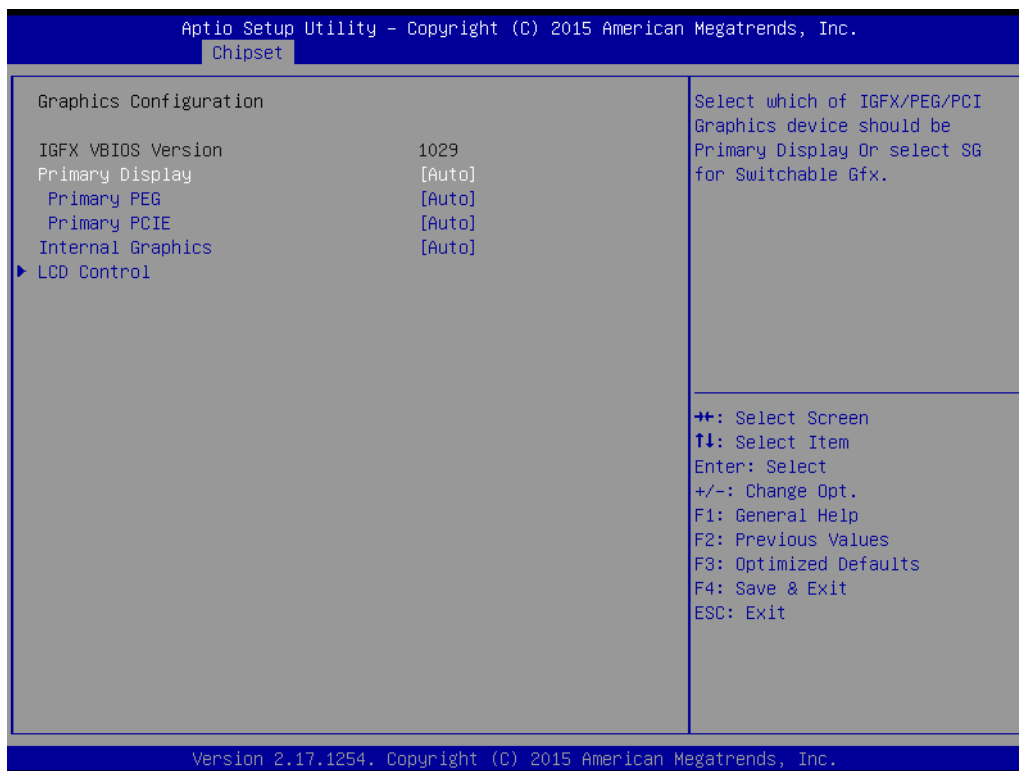 Aptio Setup Utility – Copyright (C) 2015 American Megatrends, Inc.
Chipset
Graphics Configuration
IGFX VBIOS Version 1029
Primary Display [Auto]
Primary PEG [Auto]
Primary PCIE [Auto]
Internal Graphics [Auto]
LCD Control
Select which of IGFX/PEG/PCI
Graphics device should be
Primary Display Or select SG
for Switchable Gfx.
→←: Select Screen
↑↓: Select Item
Enter: Select
+/-: Change Opt.
F1: General Help
F2: Previous Values
F3: Optimized Defaults
F4: Save & Exit
ESC: Exit
Version 2.17.1254. Copyright (C) 2015 American Megatrends, Inc.